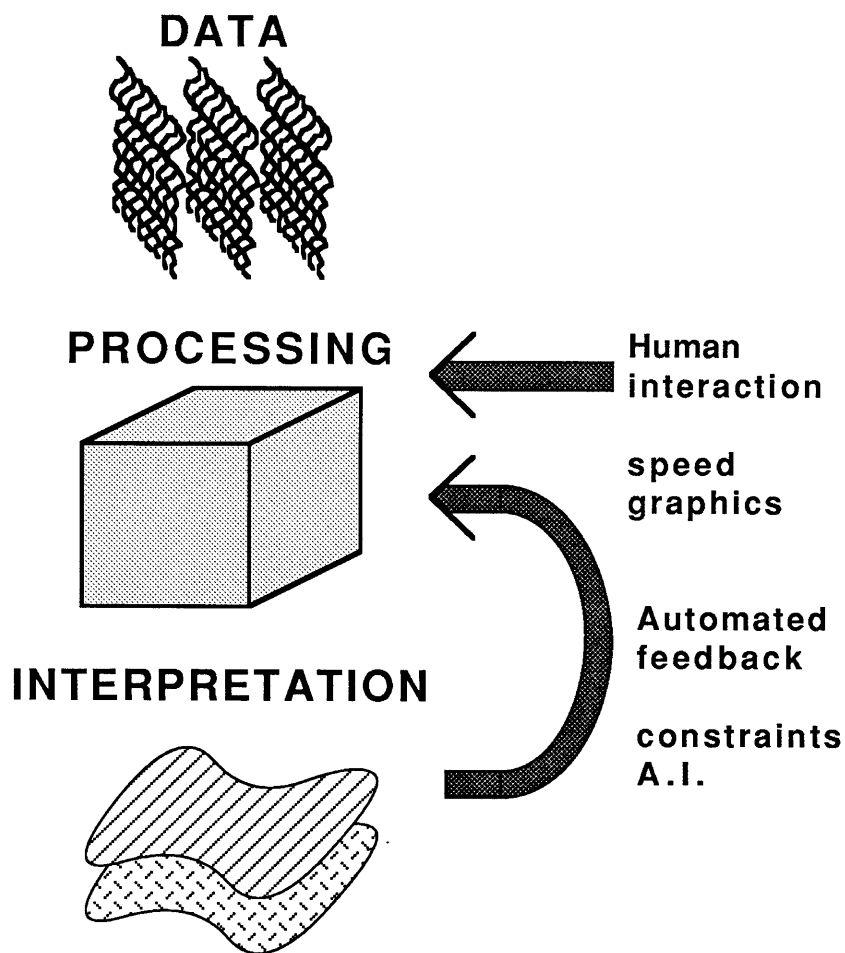 DATA
PROCESSING
Human
interaction
speed
graphics
Automated
feedback
INTERPRETATION
constraints
A.I.